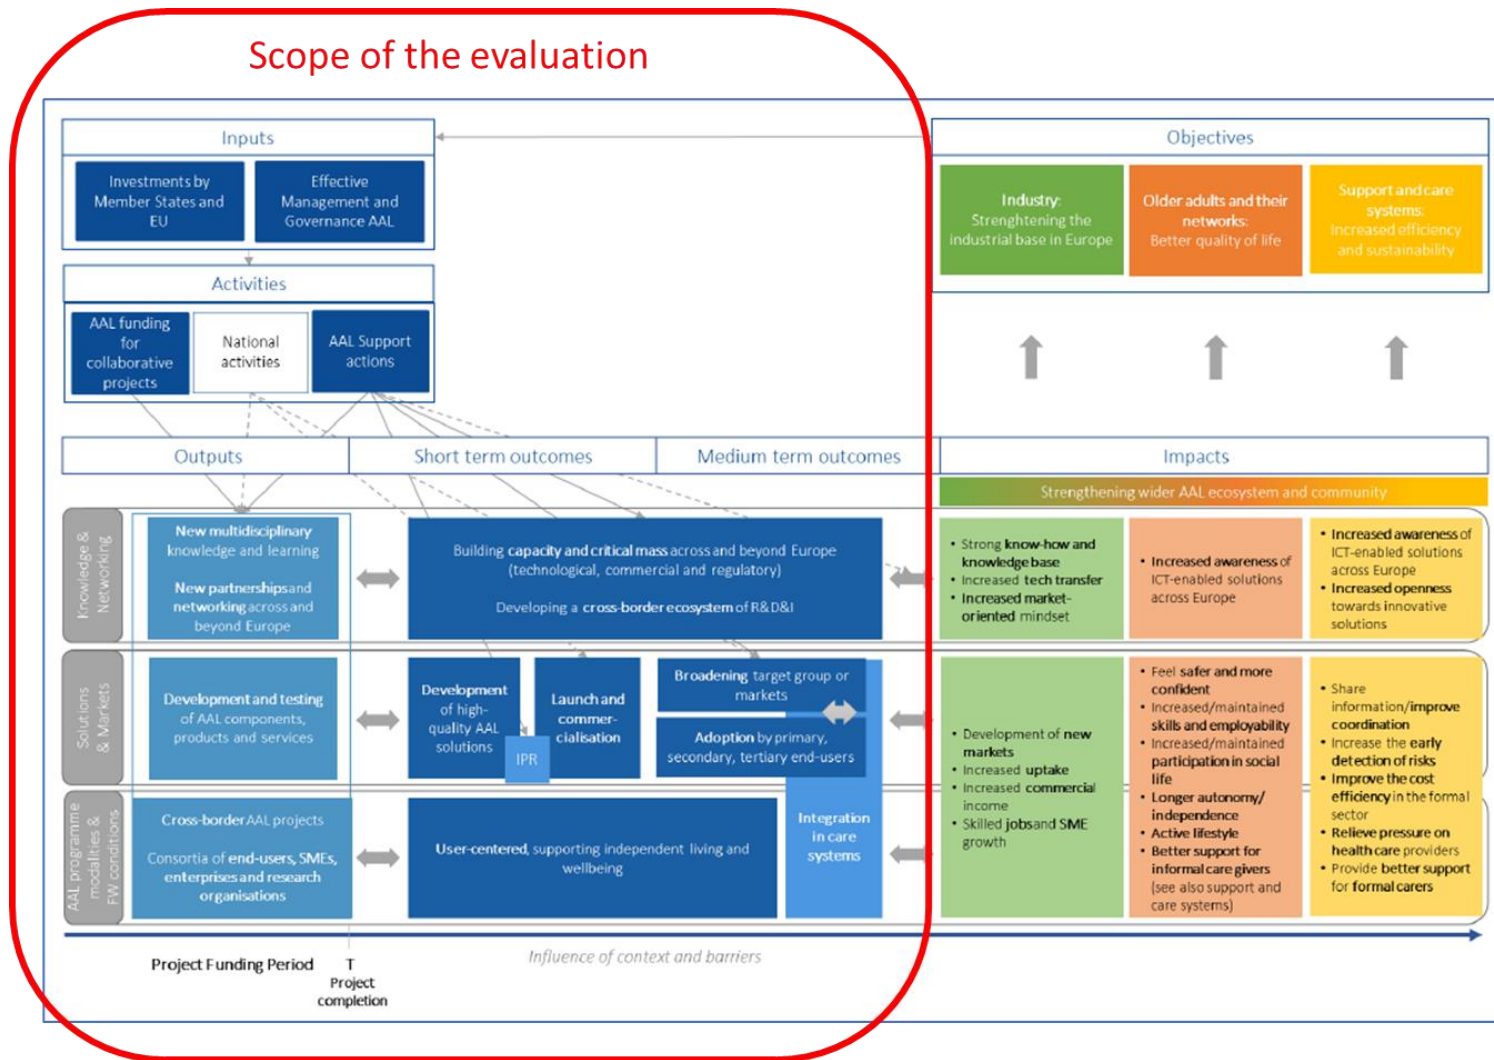 Scope of the evaluation
Inputs
Investments by
Member States and
EU
Effective
Management and
Governance AAL
Objectives
Industry:
Strenghtening the
industrial base in Europe
Older adults and their
networks:
Better quality of life
Support and care
systems:
Increased efficiency
and sustainability
Activities
AAL funding
for
collaborative
projects
National
activities
AAL Support
actions
Outputs
Short term outcomes
Medium term outcomes
Impacts
Strengthening wider AAL ecosystem and community
Knowledge &
Networking
New multidisciplinary
knowledge and learning
New partnerships and
networking across and
beyond Europe
Building capacity and critical mass across and beyond Europe
(technological, commercial and regulatory)
Developing a cross-border ecosystem of R&D&I
• Strong know-how and
knowledge base
• Increased tech transfer
• Increased market-
oriented mindset
• Increased awareness of
ICT-enabled solutions
across Europe
• Increased awareness of
ICT-enabled solutions
across Europe
• Increased openness
towards innovative
solutions
Solutions
& Markets
Development and testing
of AAL components,
products and services
Development
of high-
quality AAL
solutions
IPR
Launch and
commer-
cialisation
Broadening target group or
markets
Adoption by primary,
secondary, tertiary end-users
Integration
in care
systems
• Development of new
markets
• Increased uptake
• Increased commercial
income
• Skilled jobs and SME
growth
• Feel safer and more
confident
• Increased/maintained
skills and employability
• Increased/maintained
participation in social
life
• Longer autonomy/
independence
• Active lifestyle
• Better support for
informal care givers
(see also support and
care systems)
• Share
information/improve
coordination
• Increase the early
detection of risks
• Improve the cost
efficiency in the formal
sector
• Relieve pressure on
health care providers
• Provide better support
for formal carers
AAL programme
modalities &
FW conditions
Cross-border AAL projects
Consortia of end-users, SMEs,
enterprises and research
organisations
User-centered, supporting independent living and
wellbeing
Influence of context and barriers
Project Funding Period
T
Project
completion